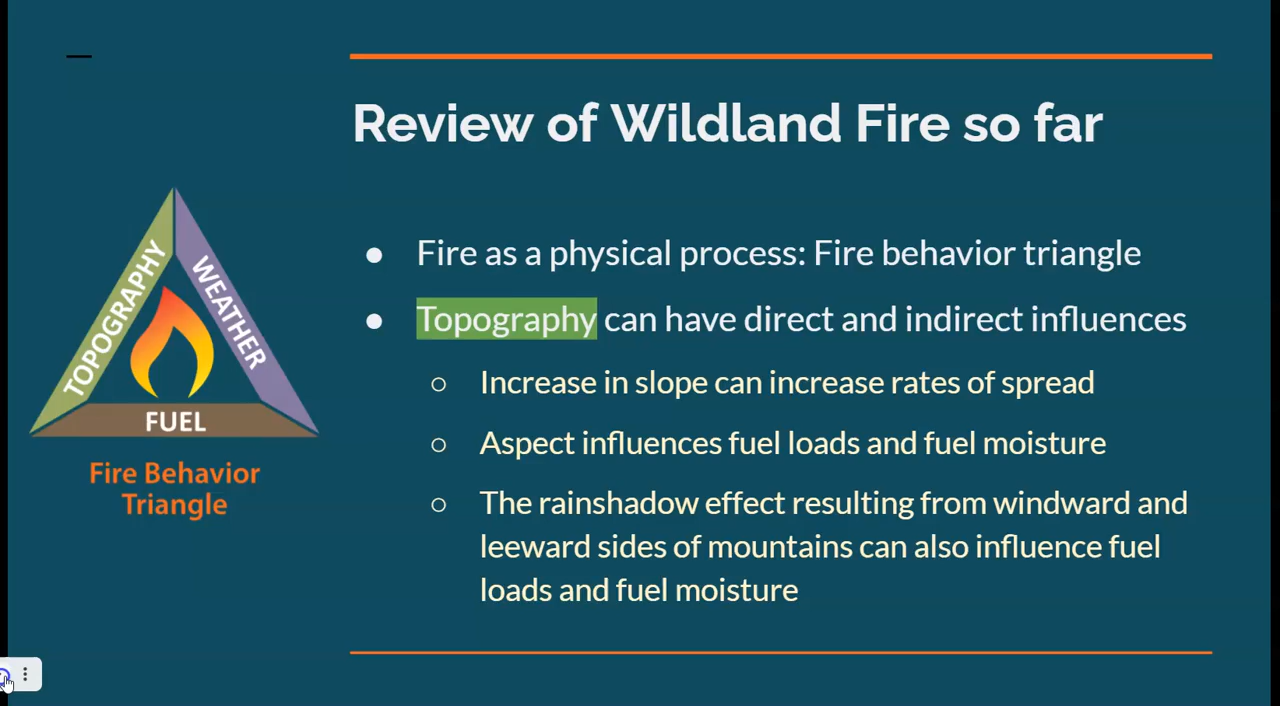 Review of Wildland Fire so far
TOPOGRAPHY
WEATHER
FUEL
Fire Behavior
Triangle
● Fire as a physical process: Fire behavior triangle
● Topography can have direct and indirect influences
○ Increase in slope can increase rates of spread
○ Aspect influences fuel loads and fuel moisture
○ The rainshadow effect resulting from windward and
leeward sides of mountains can also influence fuel
loads and fuel moisture